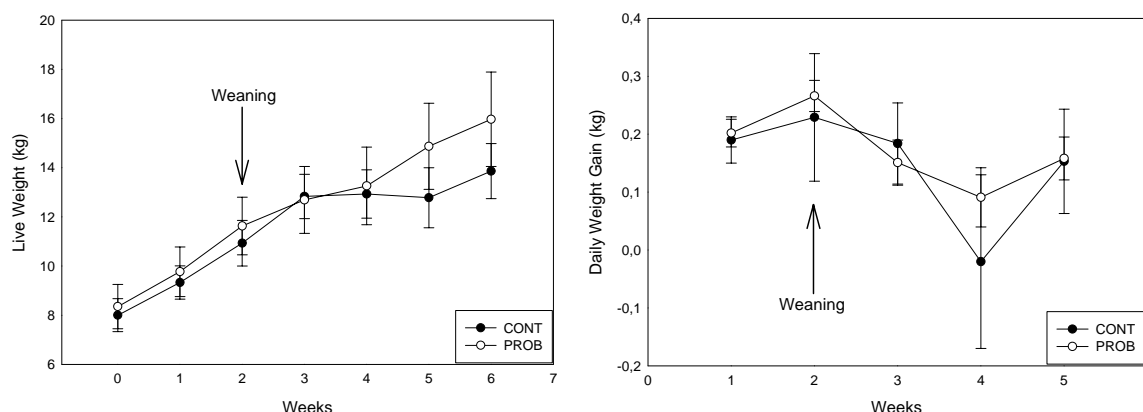 20
18
16
14
12
10
8
6
Live Weight (kg)
Weaning
CONT
PROB
0 1 2 3 4 5 6 7
Weeks
0,4
0,3
0,2
0,1
0,0
-0,1
-0,2
Daily Weight Gain (kg)
Weaning
CONT
PROB
0 1 2 3 4 5
Weeks